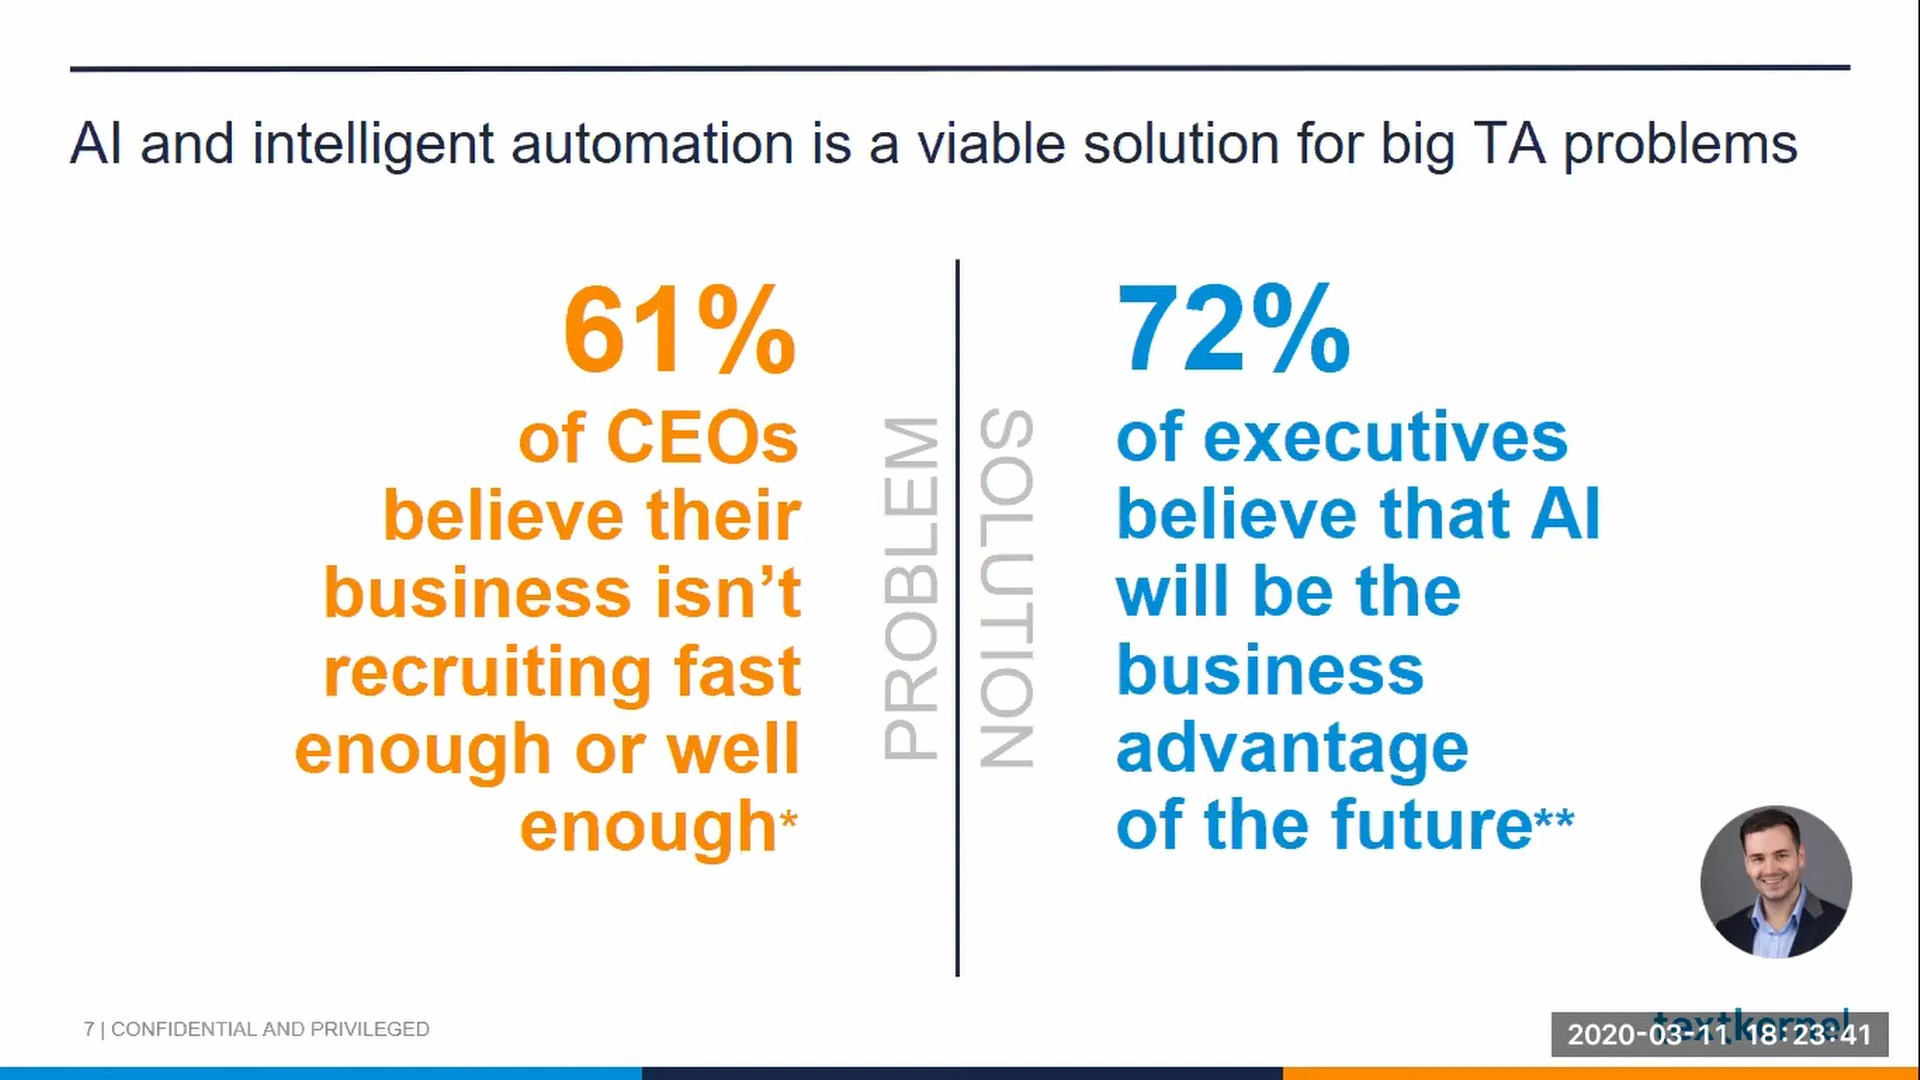 AI and intelligent automation is a viable solution for big TA problems
61%
of CEOs
believe their
business isn’t
recruiting fast
enough or well
enough*
PROBLEM
SOLUTION
72%
of executives
believe that AI
will be the
business
advantage
of the future**
7 | CONFIDENTIAL AND PRIVILEGED
textkernel
2020-03-11 18:23:41